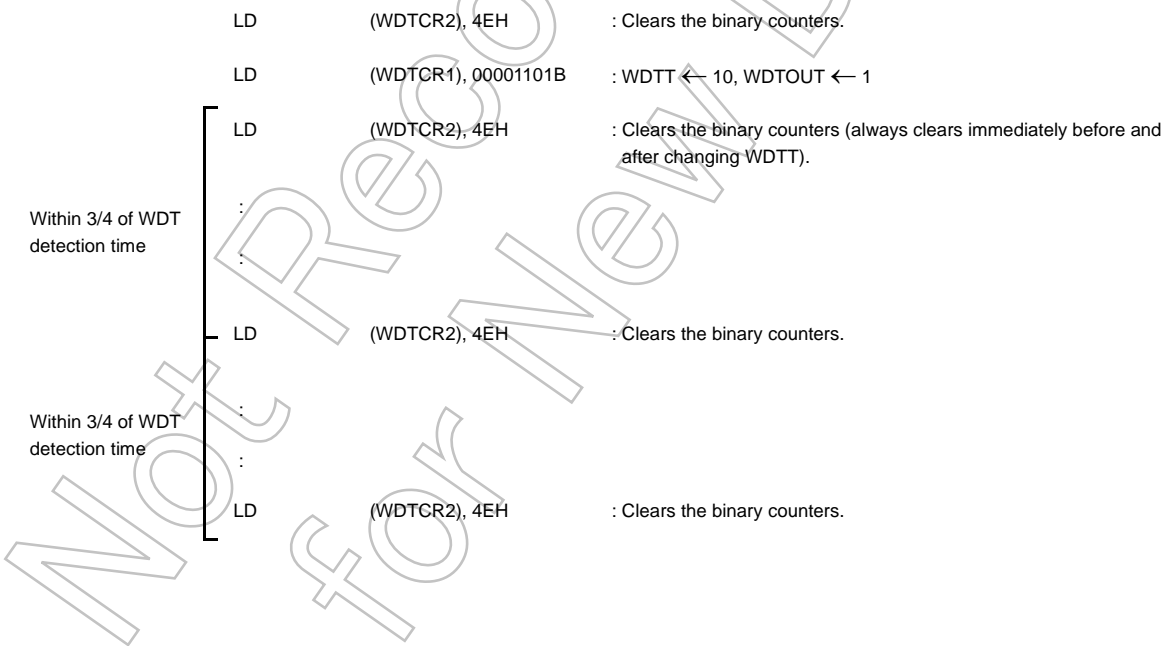 LD (WDTCR2), 4EH : Clears the binary counters.
LD (WDTCR1), 00001101B : WDTT ← 10, WDTOUT ← 1
LD (WDTCR2), 4EH : Clears the binary counters (always clears immediately before and
after changing WDTT).
Within 3/4 of WDT
detection time
:
:
LD (WDTCR2), 4EH : Clears the binary counters.
Within 3/4 of WDT
detection time
:
:
LD (WDTCR2), 4EH : Clears the binary counters.
Not Reco
for New D